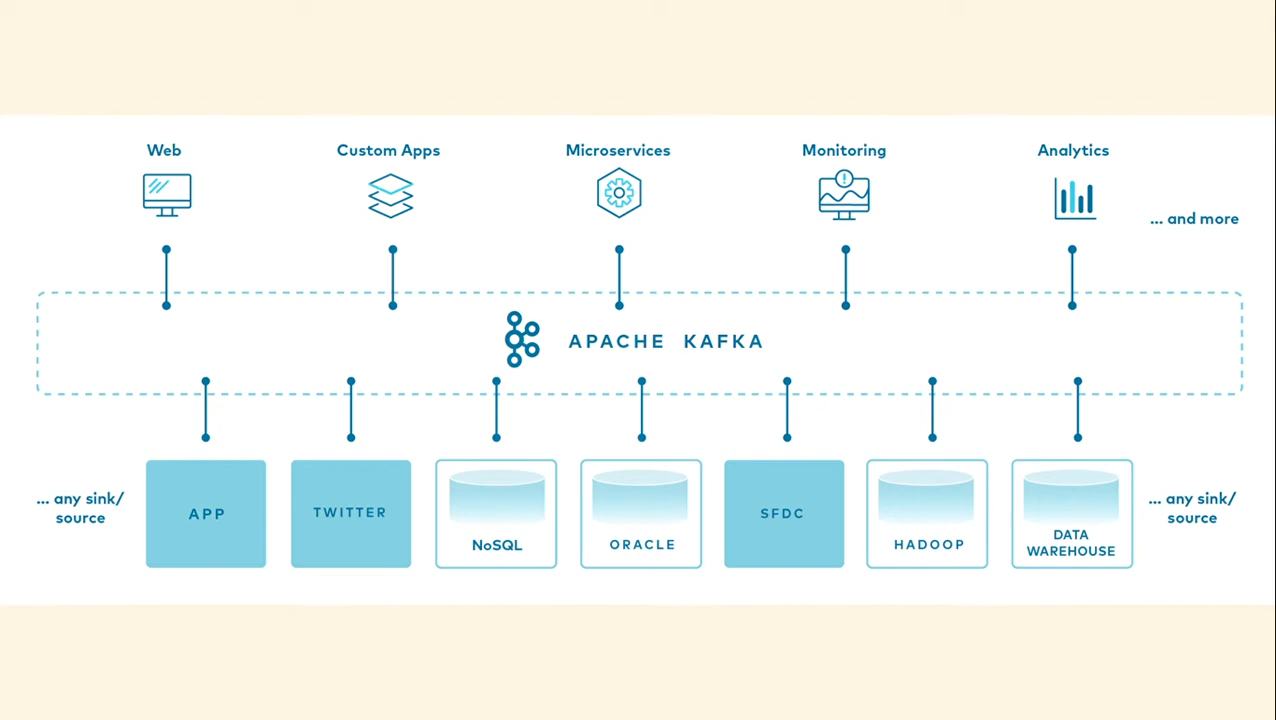 Web
Custom Apps
Microservices
Monitoring
Analytics
... and more
APACHE KAFKA
... any sink/
source
APP
TWITTER
NoSQL
ORACLE
SFDC
HADOOP
DATA
WAREHOUSE
... any sink/
source